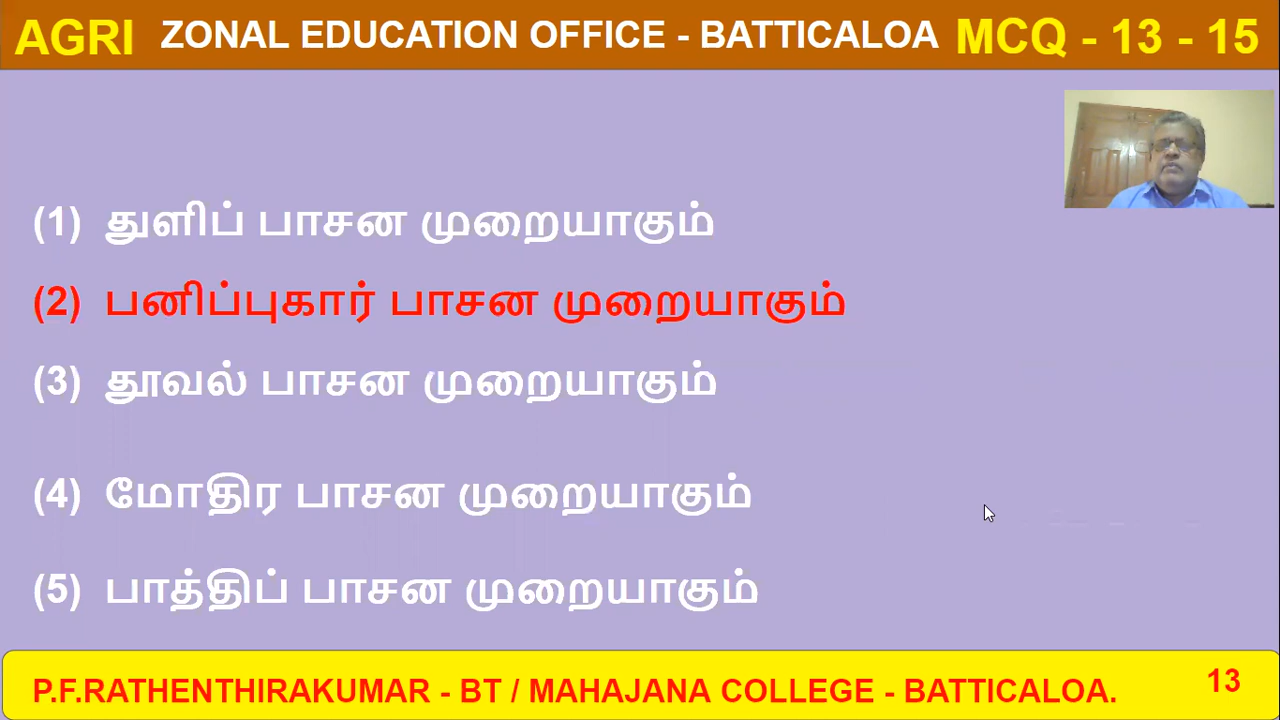 AGRI ZONAL EDUCATION OFFICE - BATTICALOA MCQ - 13 - 15
(1) துளிப் பாசன முறையாகும்
(2) பனிப்புகார் பாசன முறையாகும்
(3) தூவல் பாசன முறையாகும்
(4) மோதிர பாசன முறையாகும்
(5) பாத்திப் பாசன முறையாகும்
P.F.RATHENTHIRAKUMAR - BT / MAHAJANA COLLEGE - BATTICALOA. 13